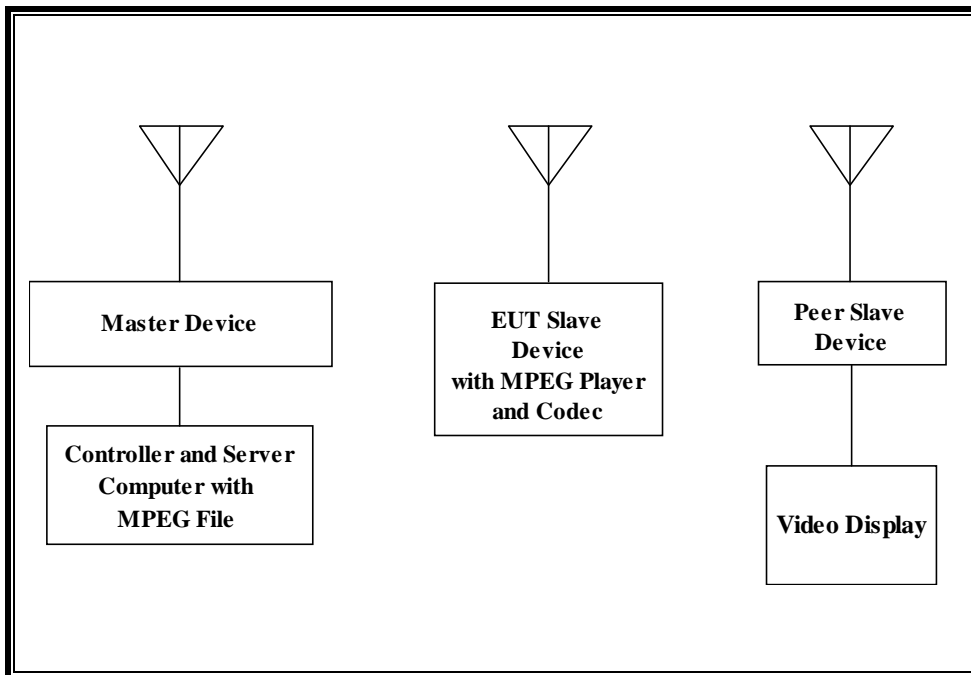 Master Device
Controller and Server
Computer with
MPEG File
EUT Slave
Device
with MPEG Player
and Codec
Peer Slave
Device
Video Display